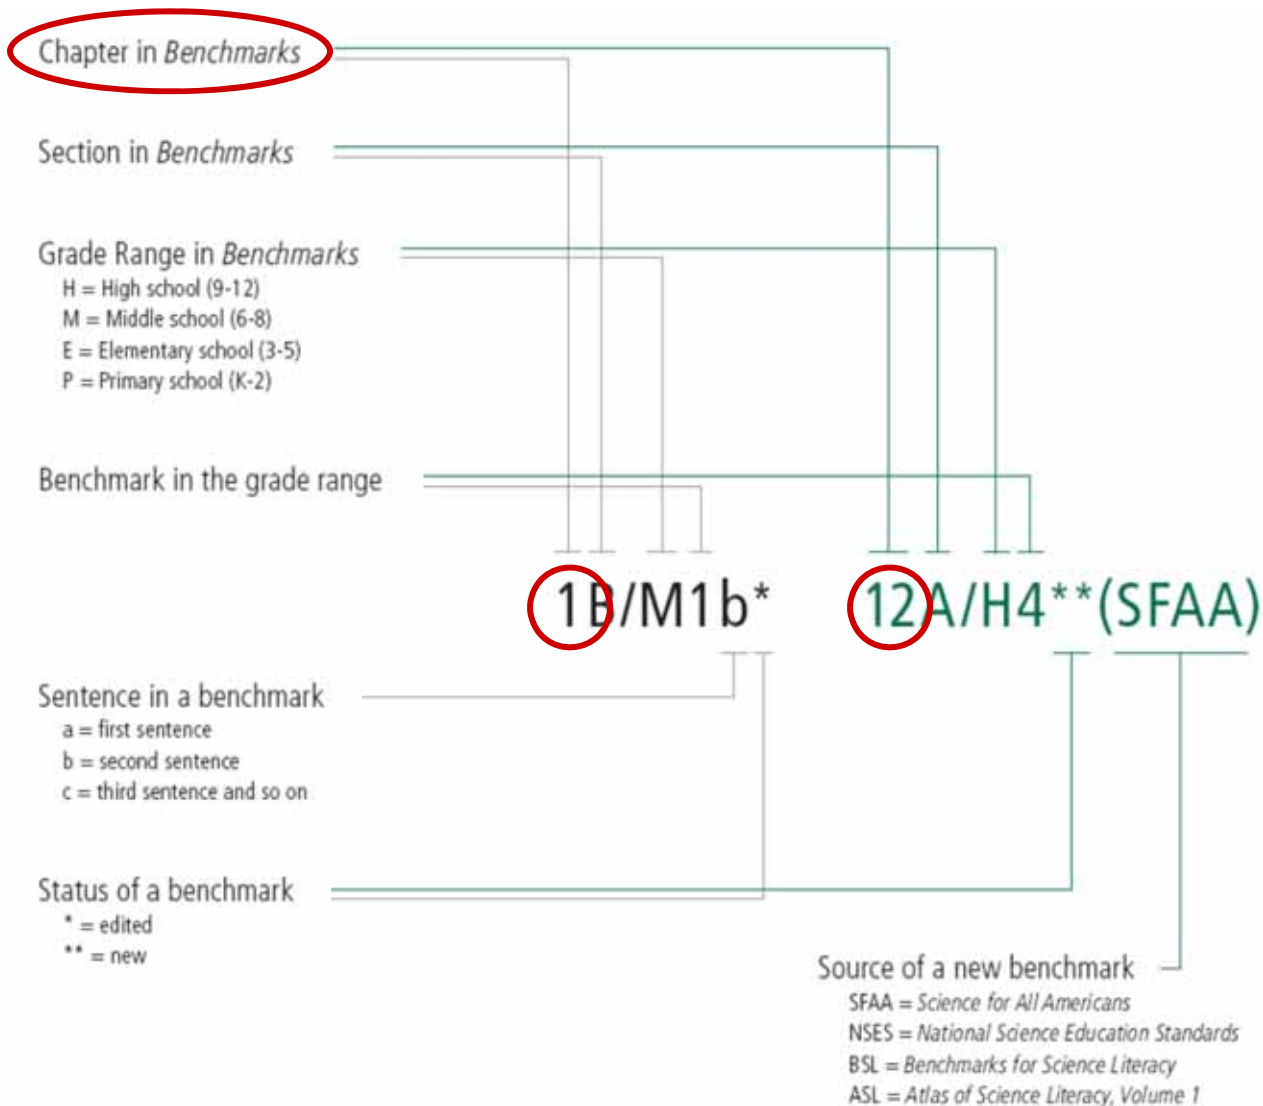 Chapter in Benchmarks
Section in Benchmarks
Grade Range in Benchmarks
H = High school (9-12)
M = Middle school (6-8)
E = Elementary school (3-5)
P = Primary school (K-2)
Benchmark in the grade range
1B/M1b* 12A/H4**(SFAA)
Sentence in a benchmark
a = first sentence
b = second sentence
c = third sentence and so on
Status of a benchmark
* = edited
** = new
Source of a new benchmark
SFAA = Science for All Americans
NSES = National Science Education Standards
BSL = Benchmarks for Science Literacy
ASL = Atlas of Science Literacy, Volume 1